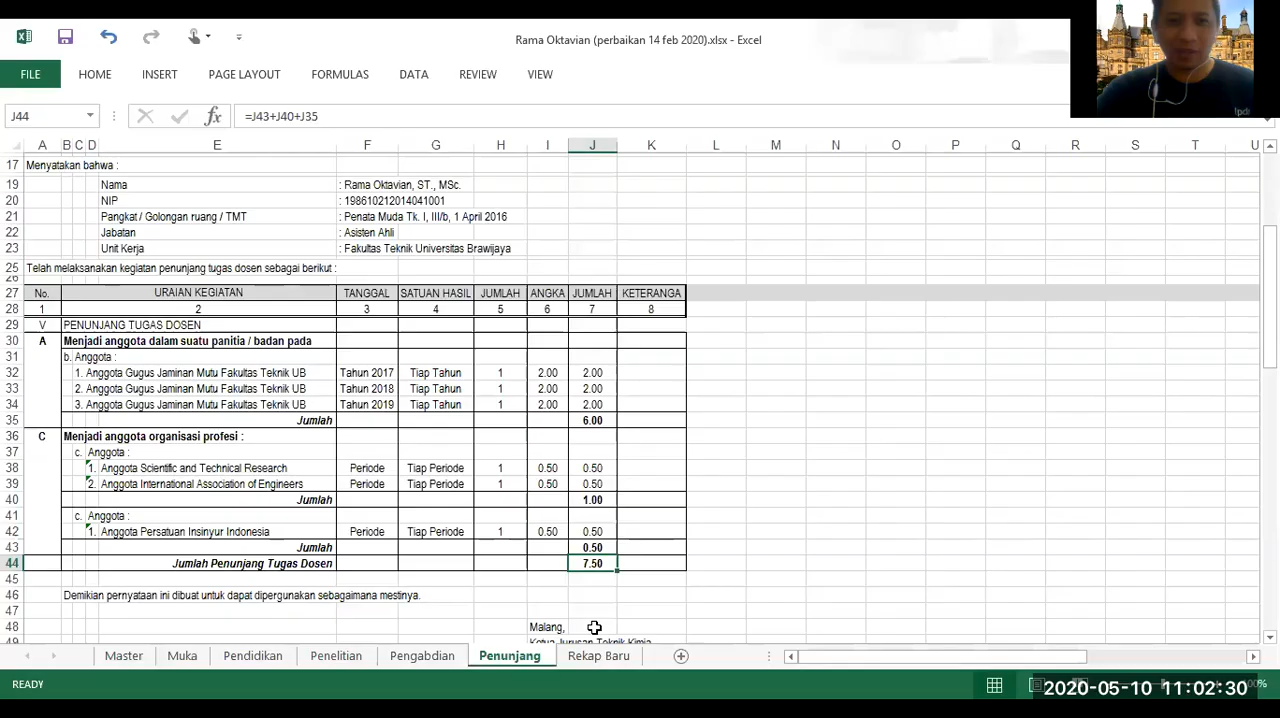 Rama Oktavian (perbaikan 14 feb 2020).xlsx - Excel
FILE HOME INSERT PAGE LAYOUT FORMULAS DATA REVIEW VIEW
J44 fx =J43+J40+J35
A B C D E F G H I J K L M N O P Q R S T U
17 Menyatakan bahwa :
19 Nama : Rama Oktavian, ST., MSc.
20 NIP : 198610212014041001
21 Pangkat / Golongan ruang / TMT : Penata Muda Tk. I, III/b, 1 April 2016
22 Jabatan : Asisten Ahli
23 Unit Kerja : Fakultas Teknik Universitas Brawijaya
25 Telah melaksanakan kegiatan penunjang tugas dosen sebagai berikut :
26
27 No. URAIAN KEGIATAN TANGGAL SATUAN HASIL JUMLAH ANGKA JUMLAH KETERANGA
28 1 2 3 4 5 6 7 8
29 V PENUNJANG TUGAS DOSEN
30 A Menjadi anggota dalam suatu panitia / badan pada
31 b. Anggota :
32 1. Anggota Gugus Jaminan Mutu Fakultas Teknik UB Tahun 2017 Tiap Tahun 1 2.00 2.00
33 2. Anggota Gugus Jaminan Mutu Fakultas Teknik UB Tahun 2018 Tiap Tahun 1 2.00 2.00
34 3. Anggota Gugus Jaminan Mutu Fakultas Teknik UB Tahun 2019 Tiap Tahun 1 2.00 2.00
35 Jumlah 6.00
36 C Menjadi anggota organisasi profesi :
37 c. Anggota :
38 1. Anggota Scientific and Technical Research Periode Tiap Periode 1 0.50 0.50
39 2. Anggota International Association of Engineers Periode Tiap Periode 1 0.50 0.50
40 Jumlah 1.00
41 c. Anggota :
42 1. Anggota Persatuan Insinyur Indonesia Periode Tiap Periode 1 0.50 0.50
43 Jumlah 0.50
44 Jumlah Penunjang Tugas Dosen 7.50
45
46 Demikian pernyataan ini dibuat untuk dapat dipergunakan sebagaimana mestinya.
47
48 Malang,
49 Ketua Jurusan Teknik Kimia
Master Muka Pendidikan Penelitian Pengabdian Penunjang Rekap Baru
READY
2020-05-10 11:02:30